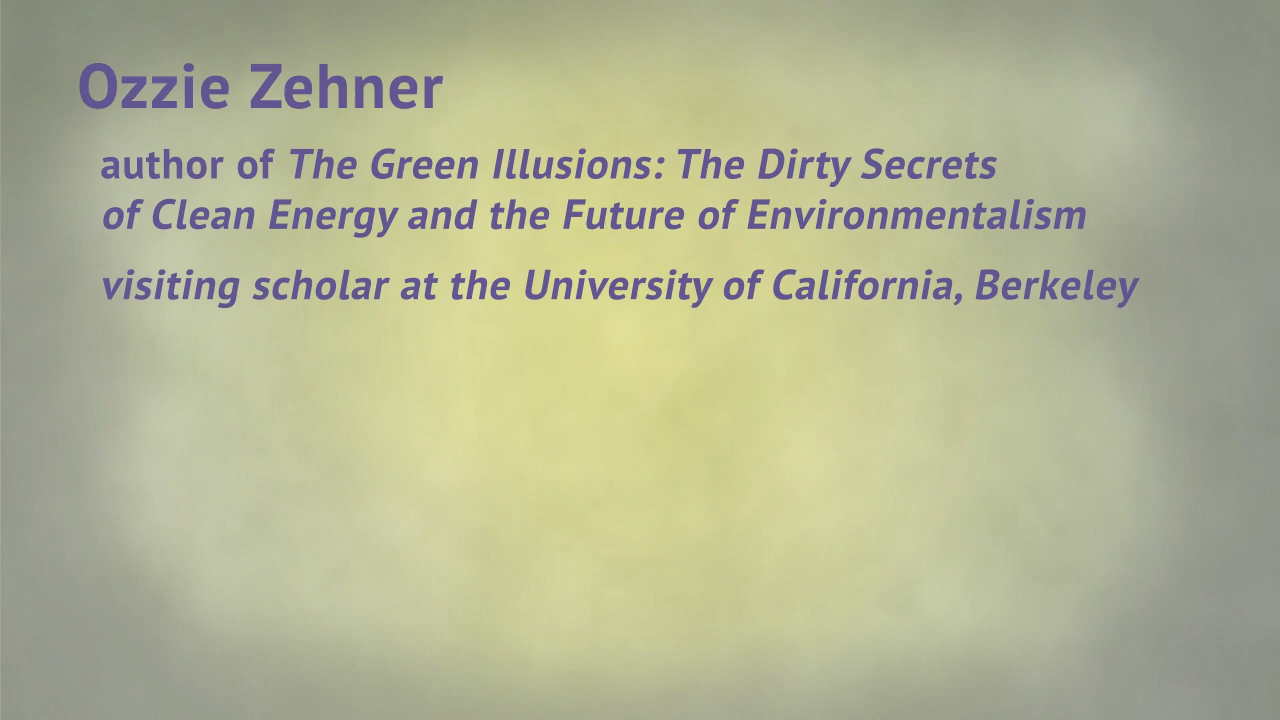 Ozzie Zehner
author of The Green Illusions: The Dirty Secrets
of Clean Energy and the Future of Environmentalism
visiting scholar at the University of California, Berkeley